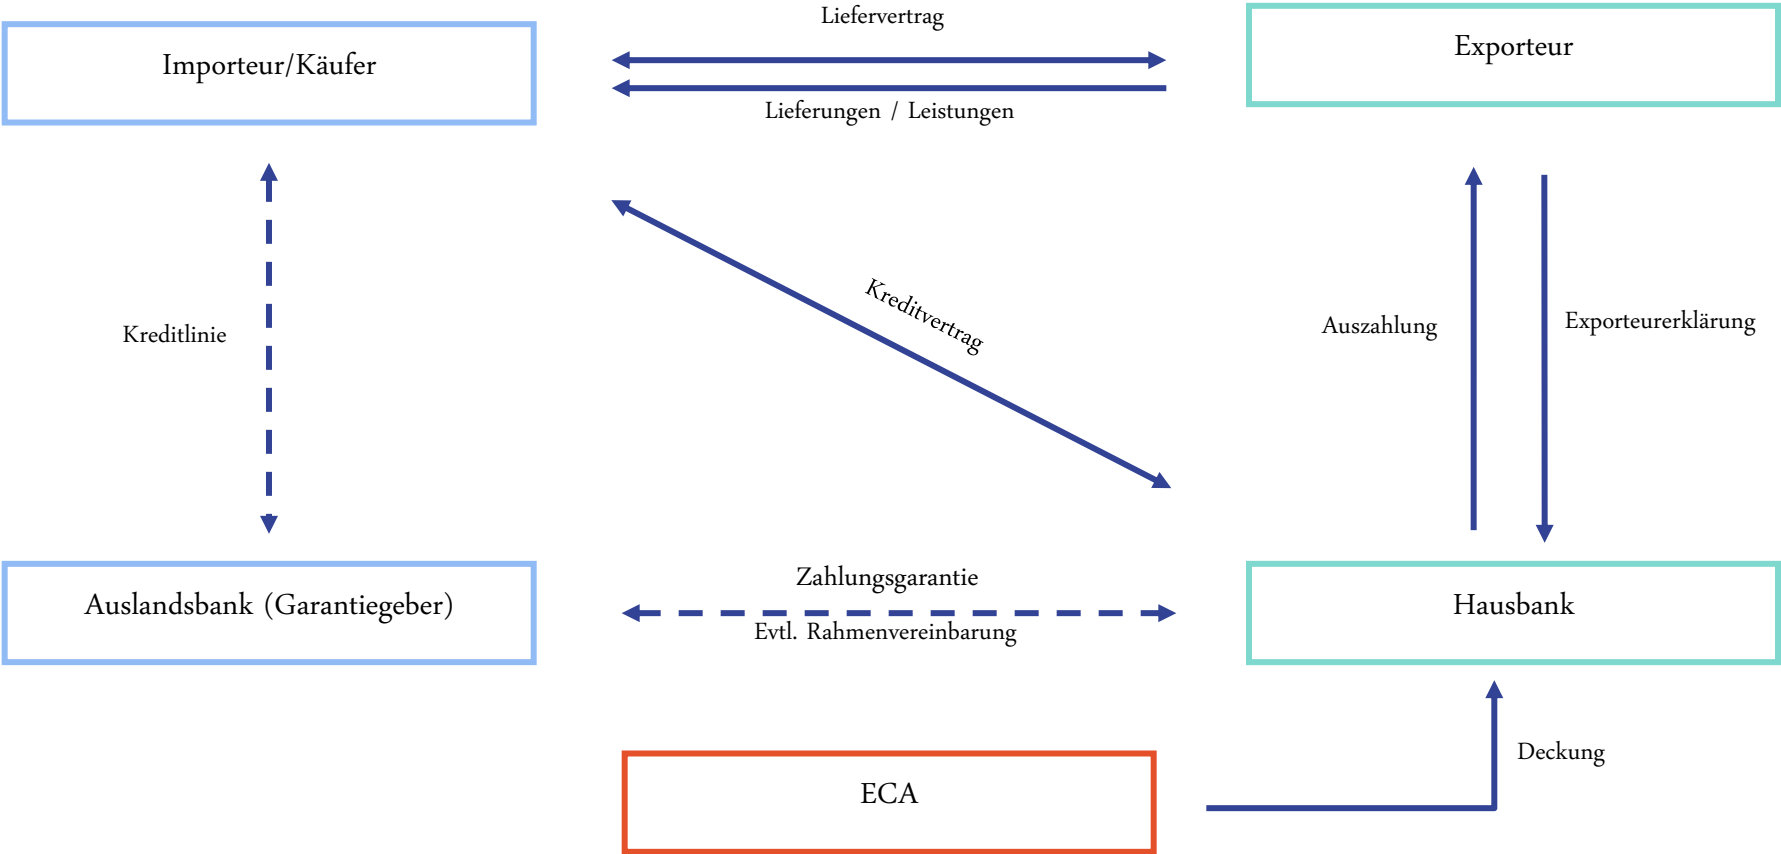 Liefervertrag
Importeur/Käufer
Exporteur
Lieferungen / Leistungen
Kreditvertrag
Kreditlinie
Auszahlung
Exporteurerklärung
Zahlungsgarantie
Auslandsbank (Garantiegeber)
Hausbank
Evtl. Rahmenvereinbarung
Deckung
ECA